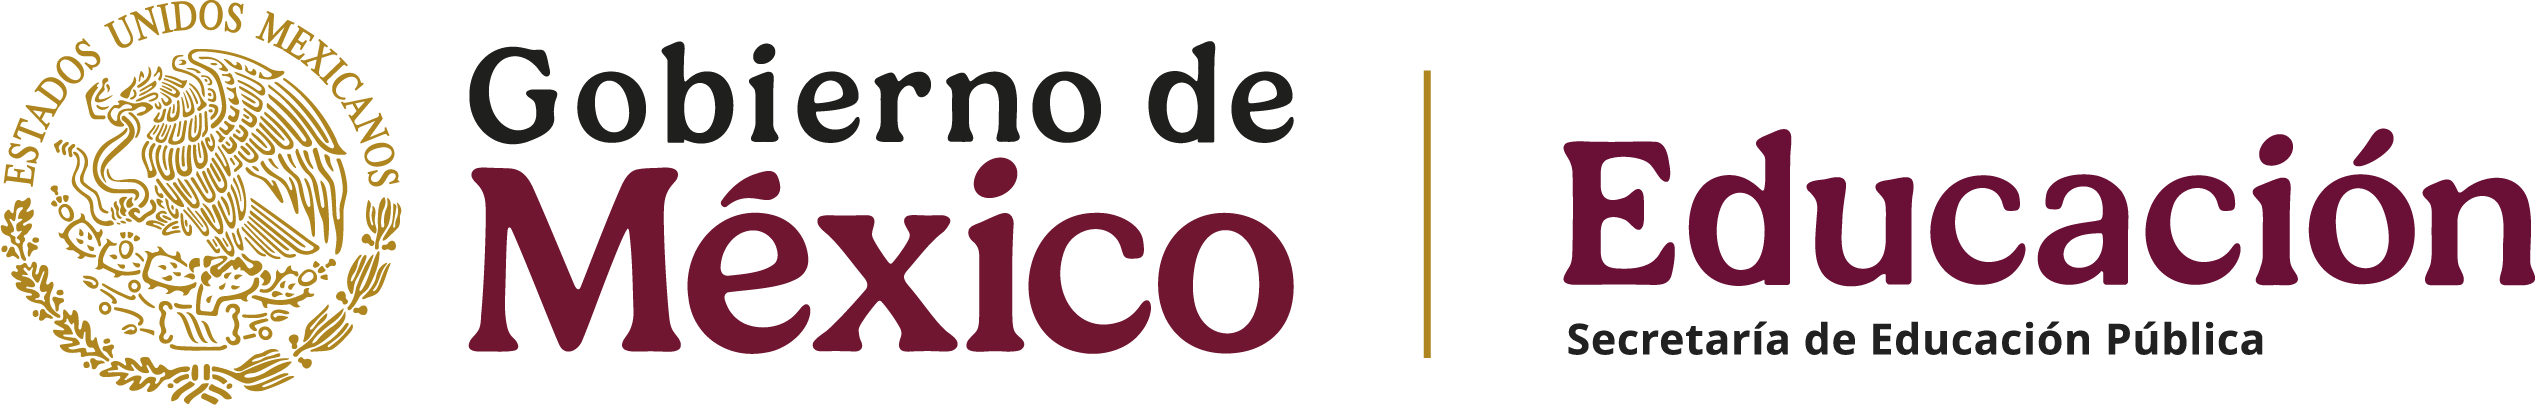 ESTADOS UNIDOS MEXICANOS
Gobierno de
México
Educación
Secretaría de Educación Pública